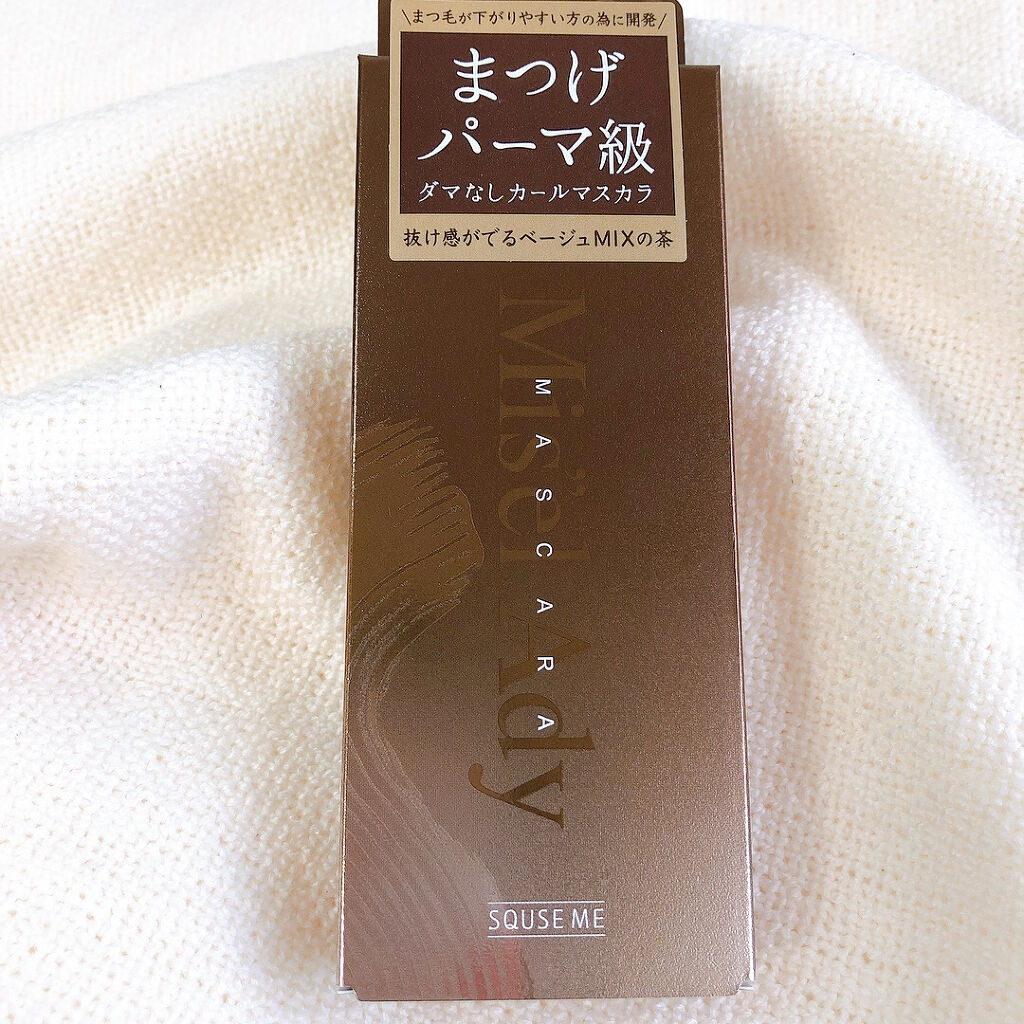 \まつ毛が下がりやすい方の為に開発/
まつげ
パーマ級
ダマなしカールマスカラ
抜け感がでるベージュMIXの茶
Misël Ady
MASCARA
SQUSE ME